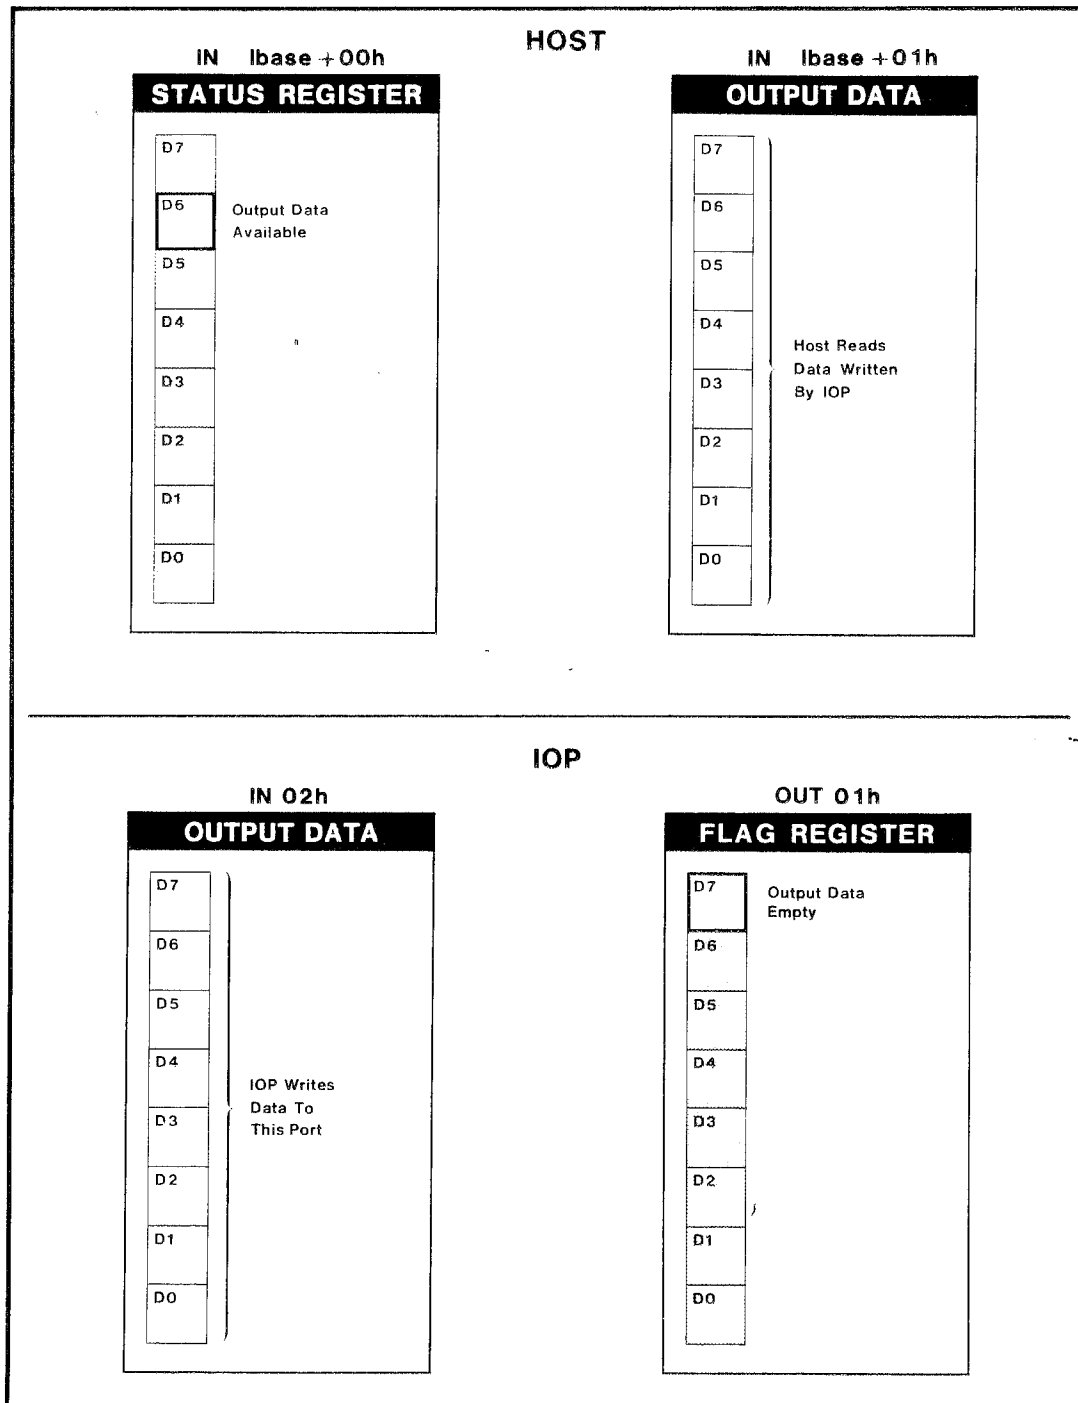 HOST
IN Ibase +00h
STATUS REGISTER
D7
D6
Output Data
Available
D5
D4
D3
D2
D1
D0
IN Ibase +01h
OUTPUT DATA
D7
D6
D5
D4
D3
D2
D1
D0
Host Reads
Data Written
By IOP
IOP
IN 02h
OUTPUT DATA
D7
D6
D5
D4
D3
D2
D1
D0
IOP Writes
Data To
This Port
OUT 01h
FLAG REGISTER
D7
Output Data
Empty
D6
D5
D4
D3
D2
D1
D0